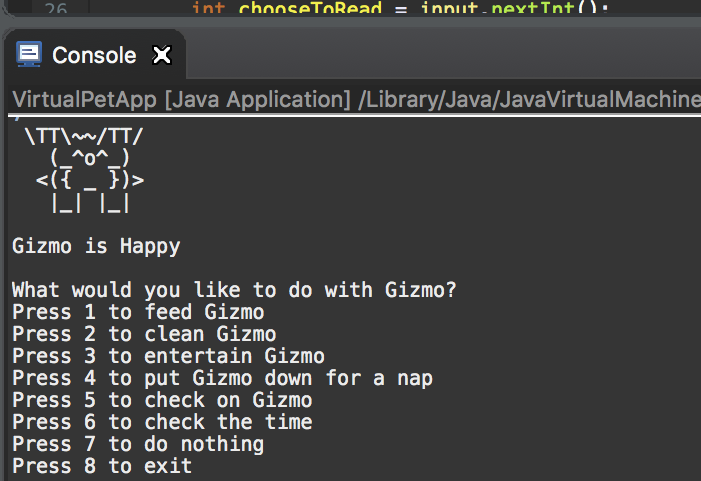 26 int chooseToRead = input.nextInt();
Console
VirtualPetApp [Java Application] /Library/Java/JavaVirtualMachine
 \TT\~~/TT/
   (_^o^_)
  <({ _ })>
   |_| |_|
Gizmo is Happy
What would you like to do with Gizmo?
Press 1 to feed Gizmo
Press 2 to clean Gizmo
Press 3 to entertain Gizmo
Press 4 to put Gizmo down for a nap
Press 5 to check on Gizmo
Press 6 to check the time
Press 7 to do nothing
Press 8 to exit